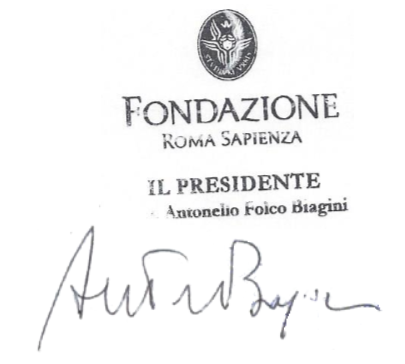 FONDAZIONE
ROMA SAPIENZA
IL PRESIDENTE
Antonello Folco Biagini